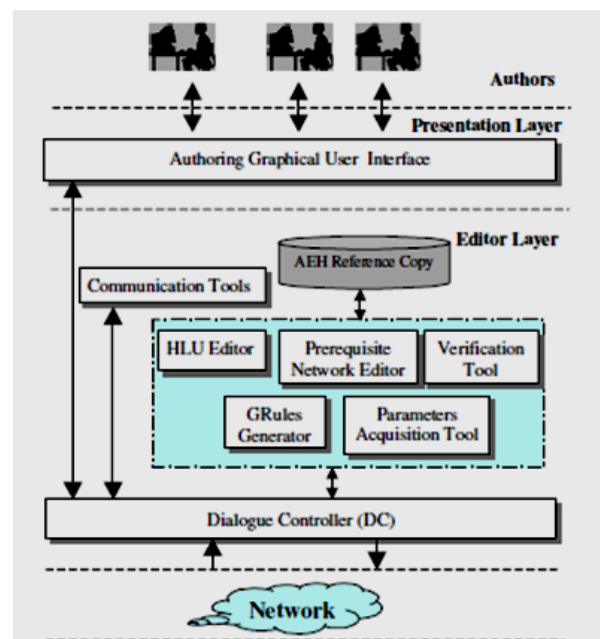 Authors
Presentation Layer
Authoring Graphical User Interface
Editor Layer
AEH Reference Copy
Communication Tools
HLU Editor
Prerequisite
Network Editor
Verification
Tool
GRules
Generator
Parameters
Acquisition Tool
Dialogue Controller (DC)
Network